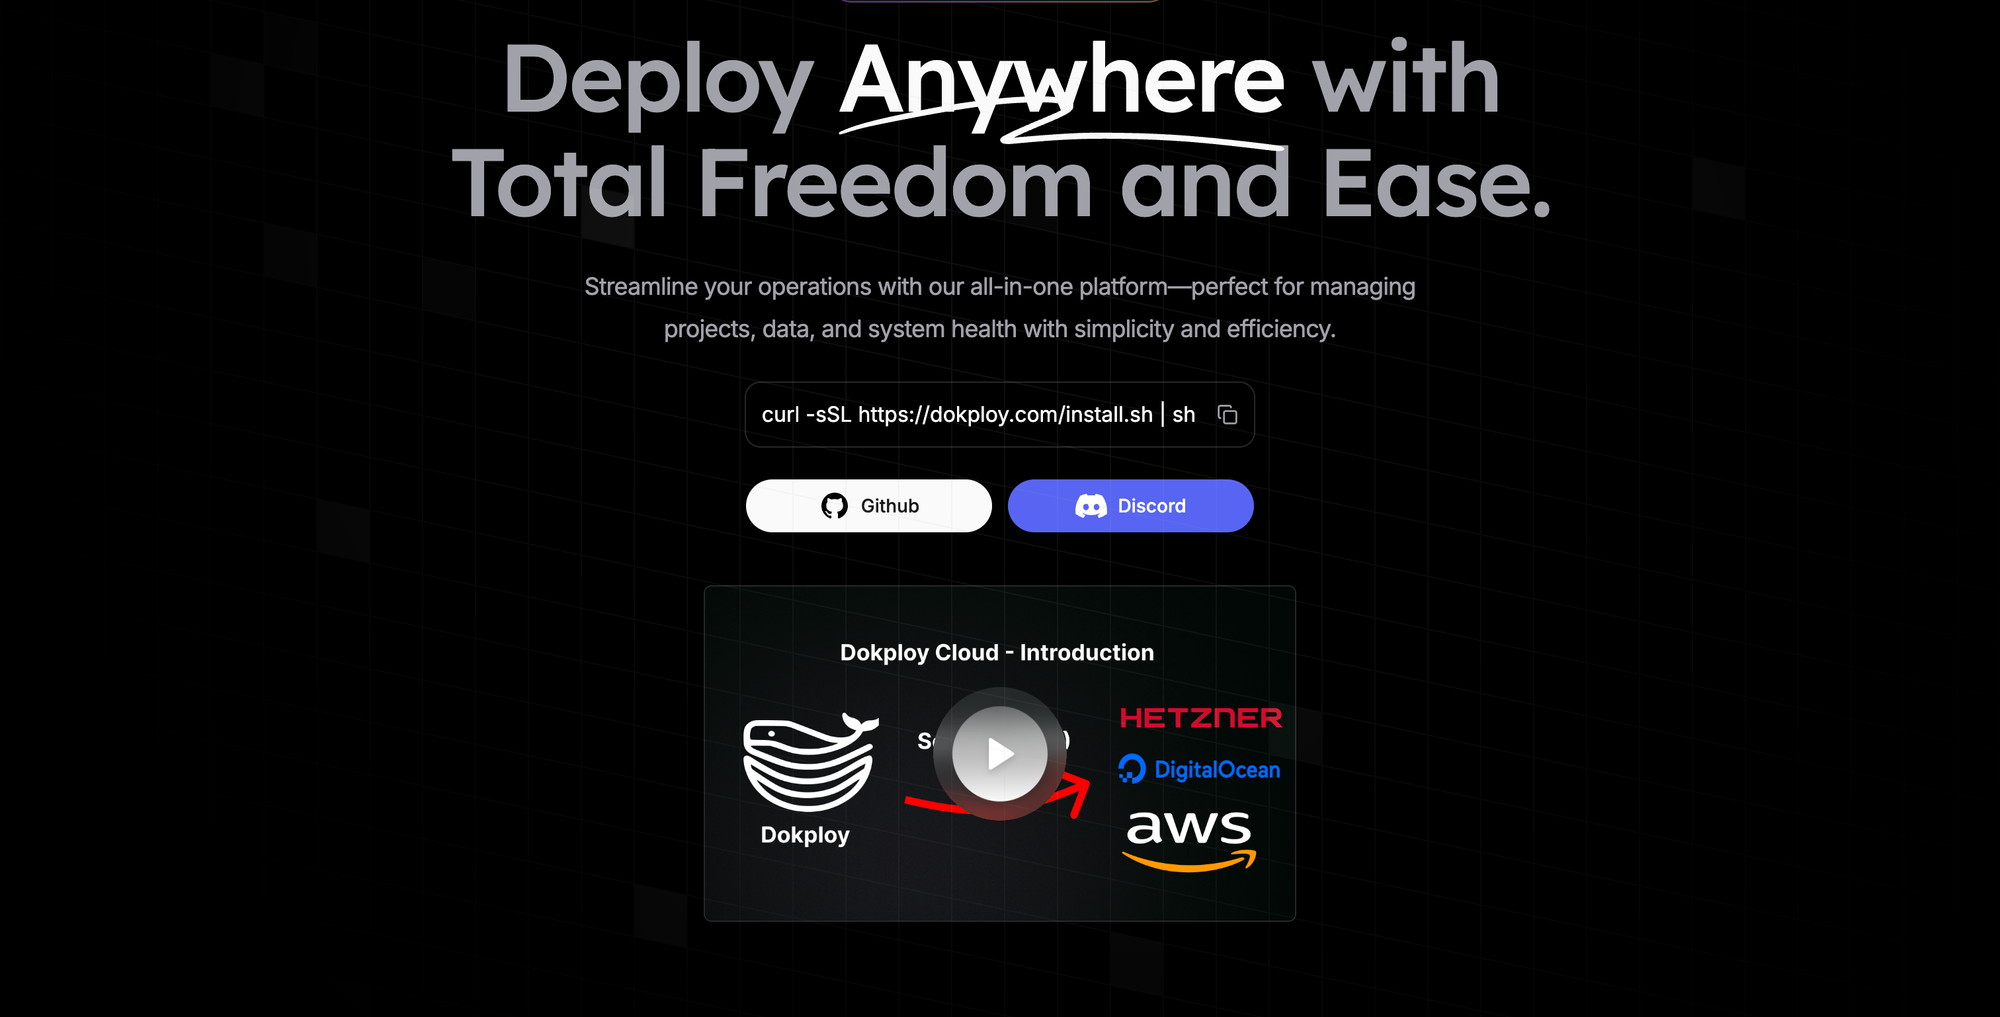 Deploy Anywhere with
Total Freedom and Ease.
Streamline your operations with our all-in-one platform—perfect for managing
projects, data, and system health with simplicity and efficiency.
curl -sSL https://dokploy.com/install.sh | sh
Github
Discord
Dokploy Cloud - Introduction
HETZNER
DigitalOcean
aws
Dokploy